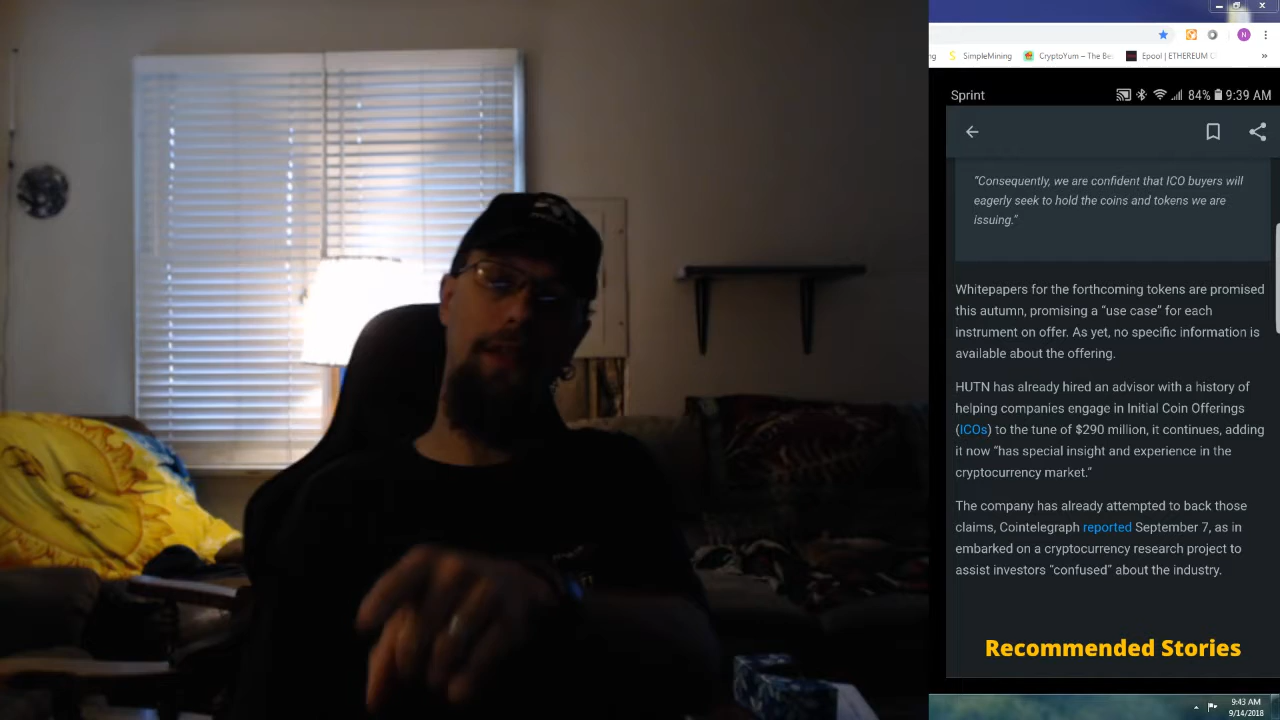 N
SimpleMining
CryptoYum – The Be
Epool | ETHEREUM
»
Sprint
84% 9:39 AM
“Consequently, we are confident that ICO buyers will
eagerly seek to hold the coins and tokens we are
issuing.”
Whitepapers for the forthcoming tokens are promised
this autumn, promising a “use case” for each
instrument on offer. As yet, no specific information is
available about the offering.
HUTN has already hired an advisor with a history of
helping companies engage in Initial Coin Offerings
(ICOs) to the tune of $290 million, it continues, adding
it now “has special insight and experience in the
cryptocurrency market.”
The company has already attempted to back those
claims, Cointelegraph reported September 7, as in
embarked on a cryptocurrency research project to
assist investors “confused” about the industry.
Recommended Stories
9:43 AM
9/14/2018